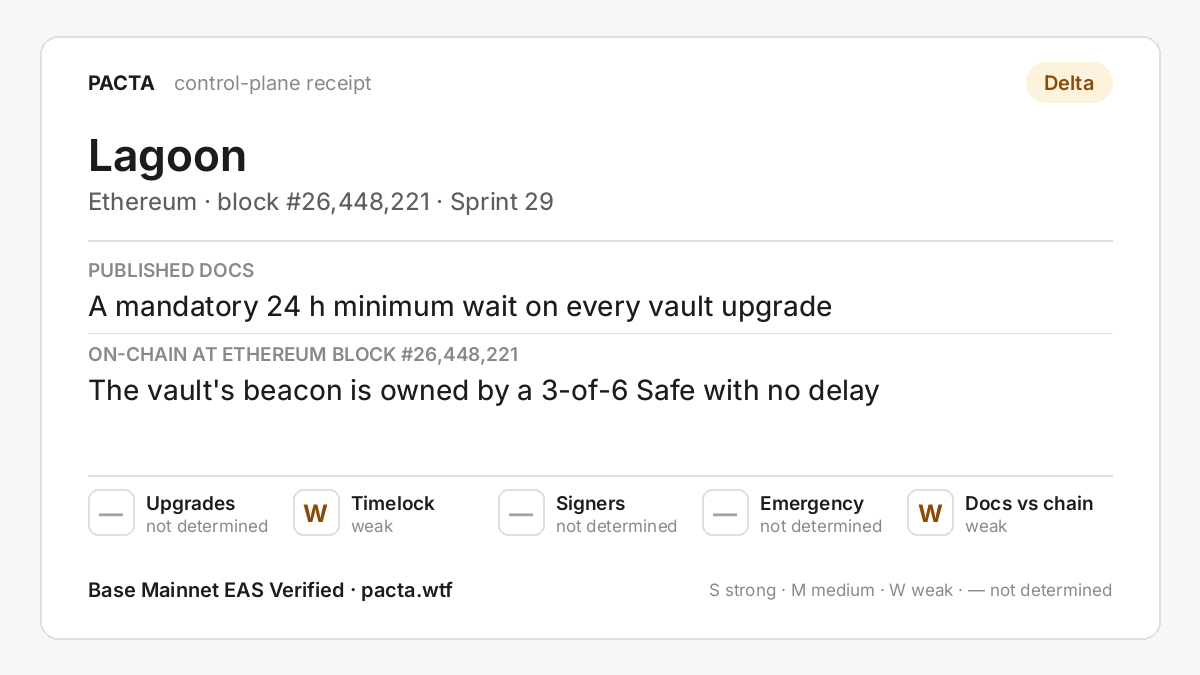 PACTA control-plane receipt Delta
Lagoon
Ethereum · block #26,448,221 · Sprint 29
PUBLISHED DOCS
A mandatory 24 h minimum wait on every vault upgrade
ON-CHAIN AT ETHEREUM BLOCK #26,448,221
The vault's beacon is owned by a 3-of-6 Safe with no delay
— Upgrades W Timelock — Signers — Emergency W Docs vs chain
not determined weak not determined not determined weak
Base Mainnet EAS Verified · pacta.wtf S strong · M medium · W weak · — not determined